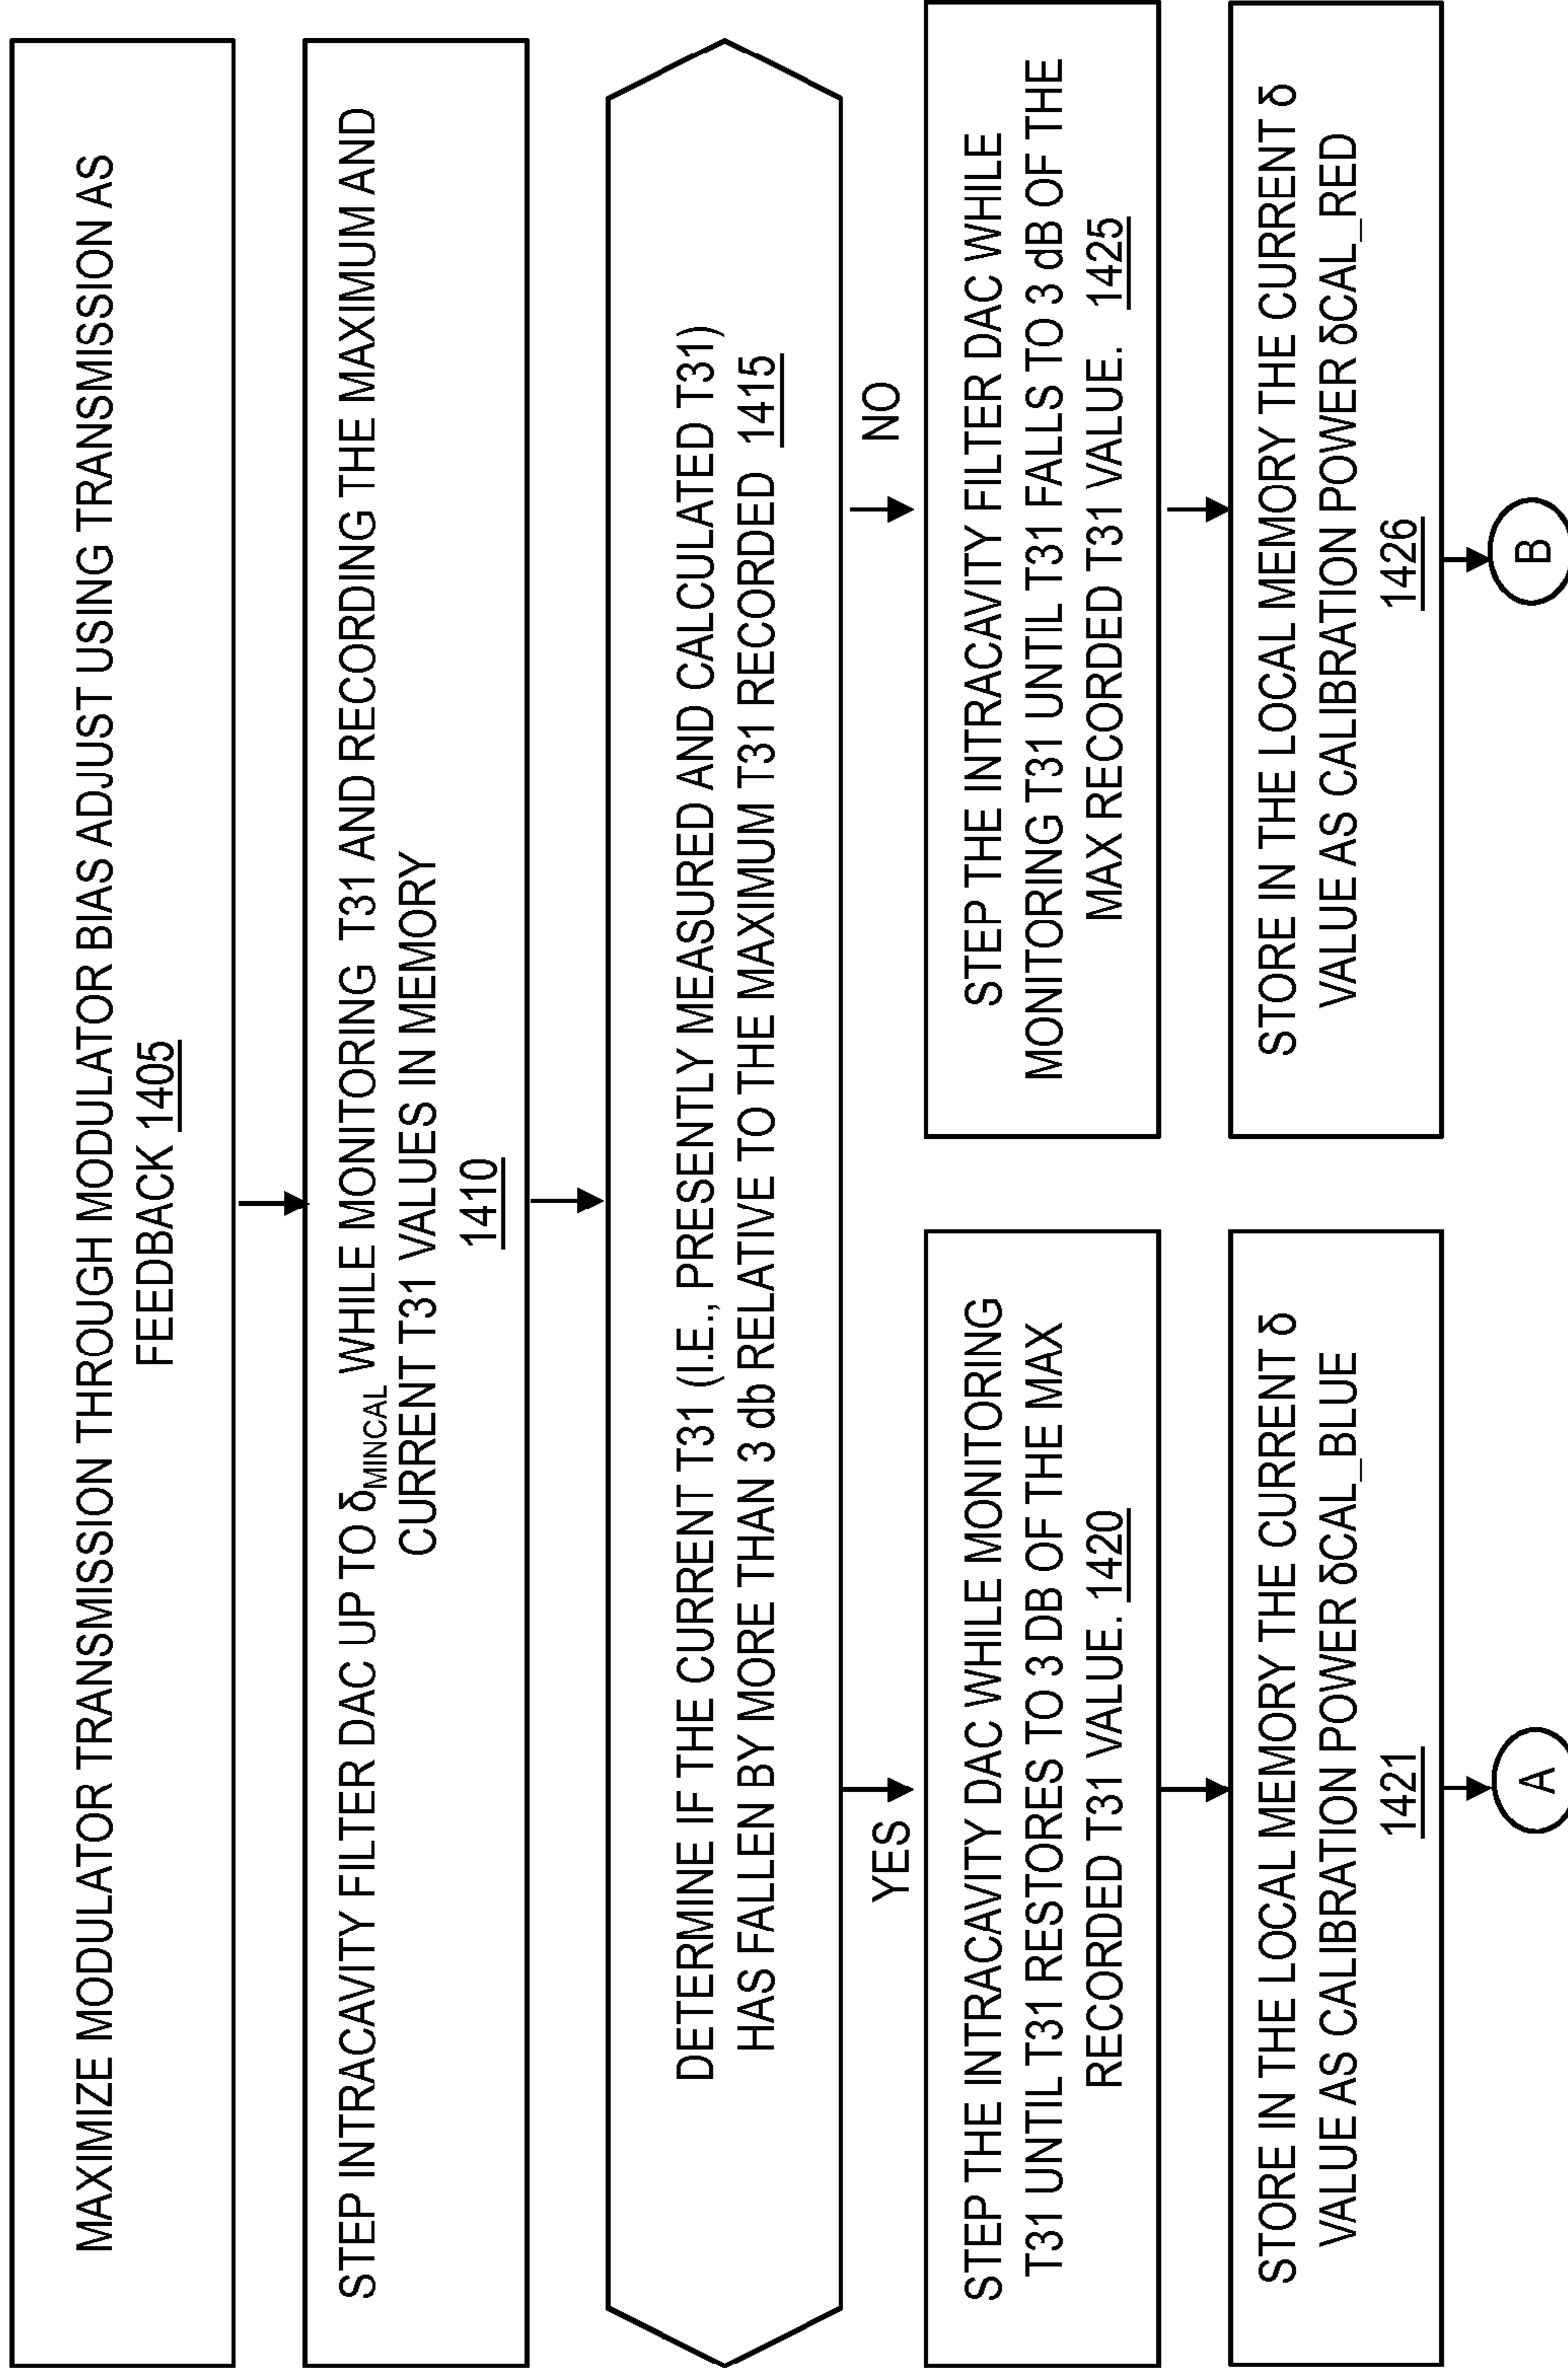 MAXIMIZE MODULATOR TRANSMISSION THROUGH MODULATOR BIAS ADJUST USING TRANSMISSION AS
FEEDBACK 1405
STEP INTRACAVITY FILTER DAC UP TO δMINCAL WHILE MONITORING T31 AND RECORDING THE MAXIMUM AND
CURRENT T31 VALUES IN MEMORY
1410
DETERMINE IF THE CURRENT T31 (I.E., PRESENTLY MEASURED AND CALCULATED T31)
HAS FALLEN BY MORE THAN 3 db RELATIVE TO THE MAXIMUM T31 RECORDED 1415
YES
STEP THE INTRACAVITY DAC WHILE MONITORING
T31 UNTIL T31 RESTORES TO 3 DB OF THE MAX
RECORDED T31 VALUE. 1420
STORE IN THE LOCAL MEMORY THE CURRENT δ
VALUE AS CALIBRATION POWER δCAL_BLUE
1421
A
NO
STEP THE INTRACAVITY FILTER DAC WHILE
MONITORING T31 UNTIL T31 FALLS TO 3 dB OF THE
MAX RECORDED T31 VALUE. 1425
STORE IN THE LOCAL MEMORY THE CURRENT δ
VALUE AS CALIBRATION POWER δCAL_RED
1426
B